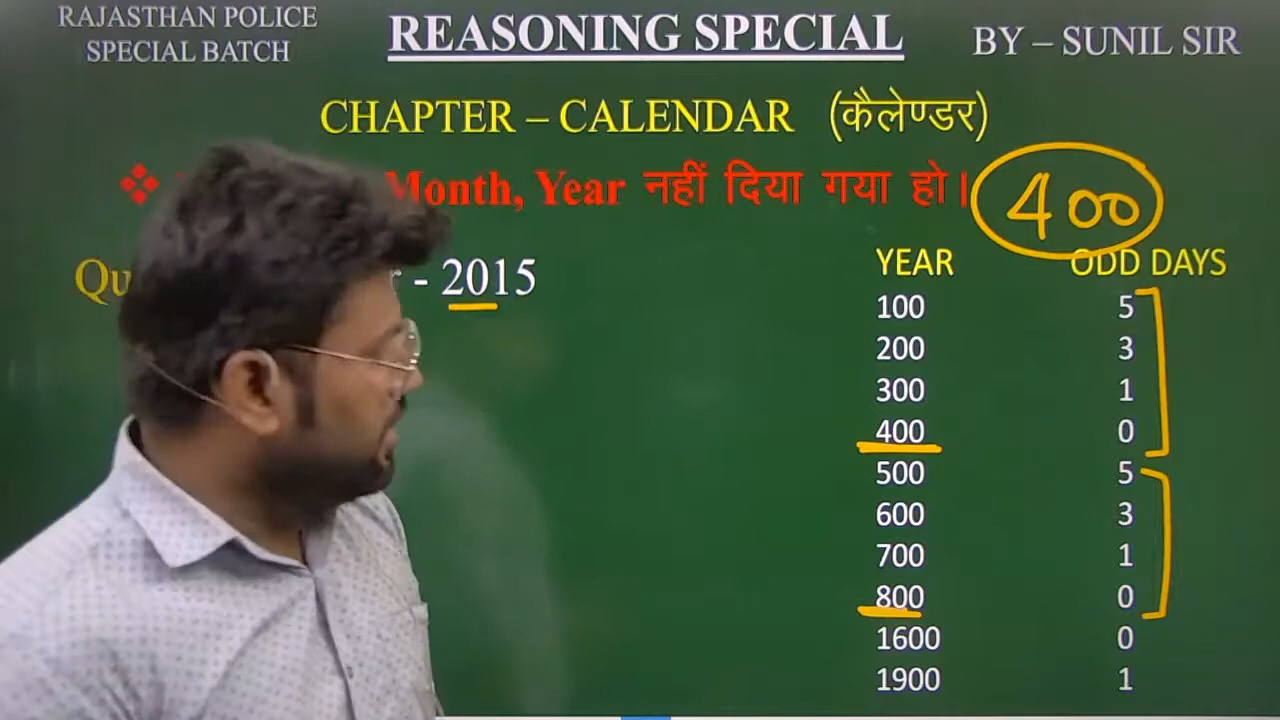 RAJASTHAN POLICE
SPECIAL BATCH
REASONING SPECIAL
BY – SUNIL SIR
CHAPTER – CALENDAR (कैलेण्डर)
Month, Year नहीं दिया गया हो।
400
- 2015
YEAR ODD DAYS
100 5
200 3
300 1
400 0
500 5
600 3
700 1
800 0
1600 0
1900 1